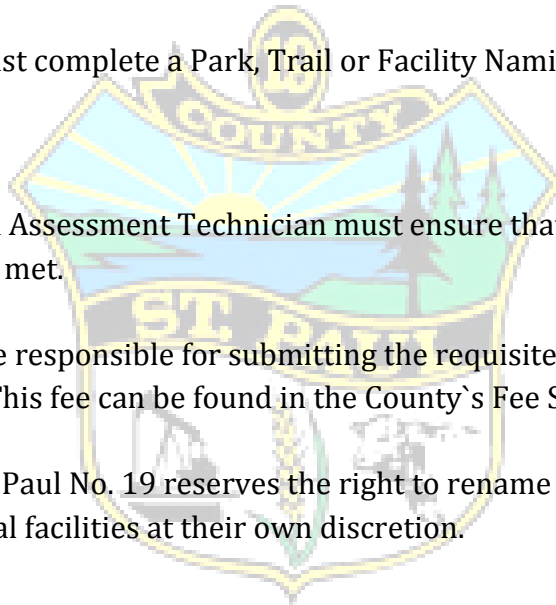 19
COUNTY
st complete a Park, Trail or Facility Nami
Assessment Technician must ensure that
met.
ST. PAUL
e responsible for submitting the requisite
This fee can be found in the County`s Fee S
Paul No. 19 reserves the right to rename
al facilities at their own discretion.